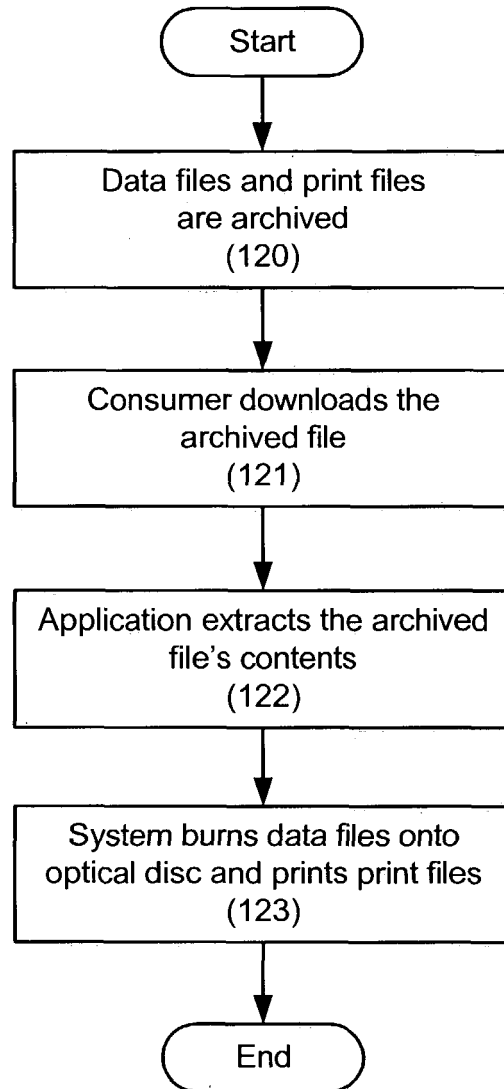 Start
Data files and print files
are archived
(120)
Consumer downloads the
archived file
(121)
Application extracts the archived
file's contents
(122)
System burns data files onto
optical disc and prints print files
(123)
End